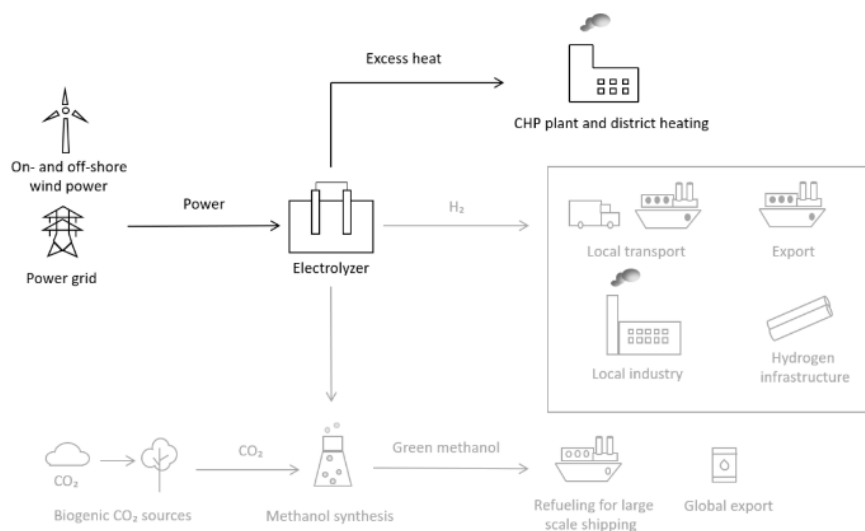 Excess heat
CHP plant and district heating
On- and off-shore
wind power
Power
H₂
Power grid
Electrolyzer
Local transport
Export
Local industry
Hydrogen
infrastructure
CO₂
Biogenic CO₂ sources
CO₂
Methanol synthesis
Green methanol
Refueling for large
scale shipping
Global export